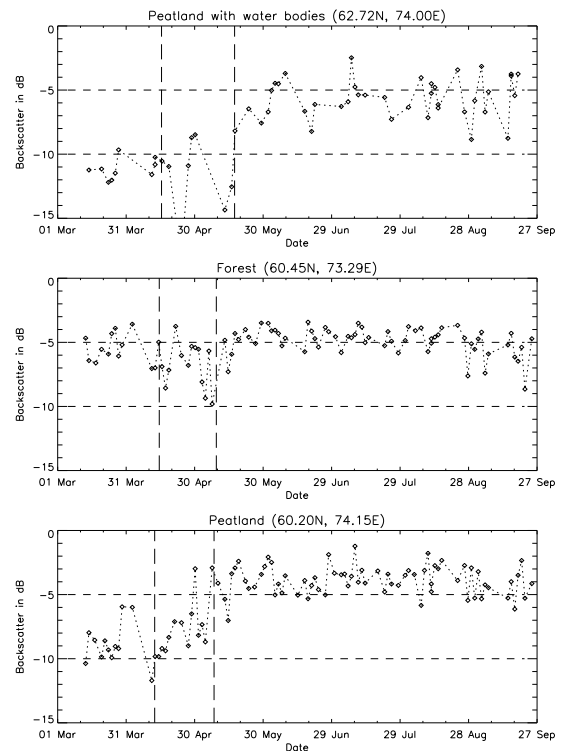 Peatland with water bodies (62.72N, 74.00E)
0
-5
-10
-15
Backscatter in dB
01 Mar 31 Mar 30 Apr 30 May 29 Jun 29 Jul 28 Aug 27 Sep
Date
Forest (60.45N, 73.29E)
0
-5
-10
-15
Backscatter in dB
01 Mar 31 Mar 30 Apr 30 May 29 Jun 29 Jul 28 Aug 27 Sep
Date
Peatland (60.20N, 74.15E)
0
-5
-10
-15
Backscatter in dB
01 Mar 31 Mar 30 Apr 30 May 29 Jun 29 Jul 28 Aug 27 Sep
Date